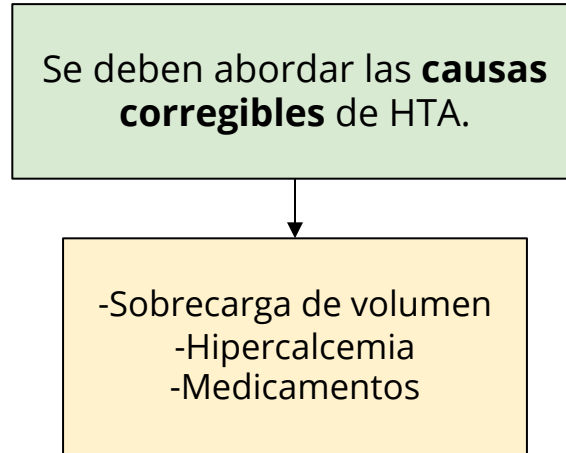 Se deben abordar las causas
corregibles de HTA.
-Sobrecarga de volumen
-Hipercalcemia
-Medicamentos